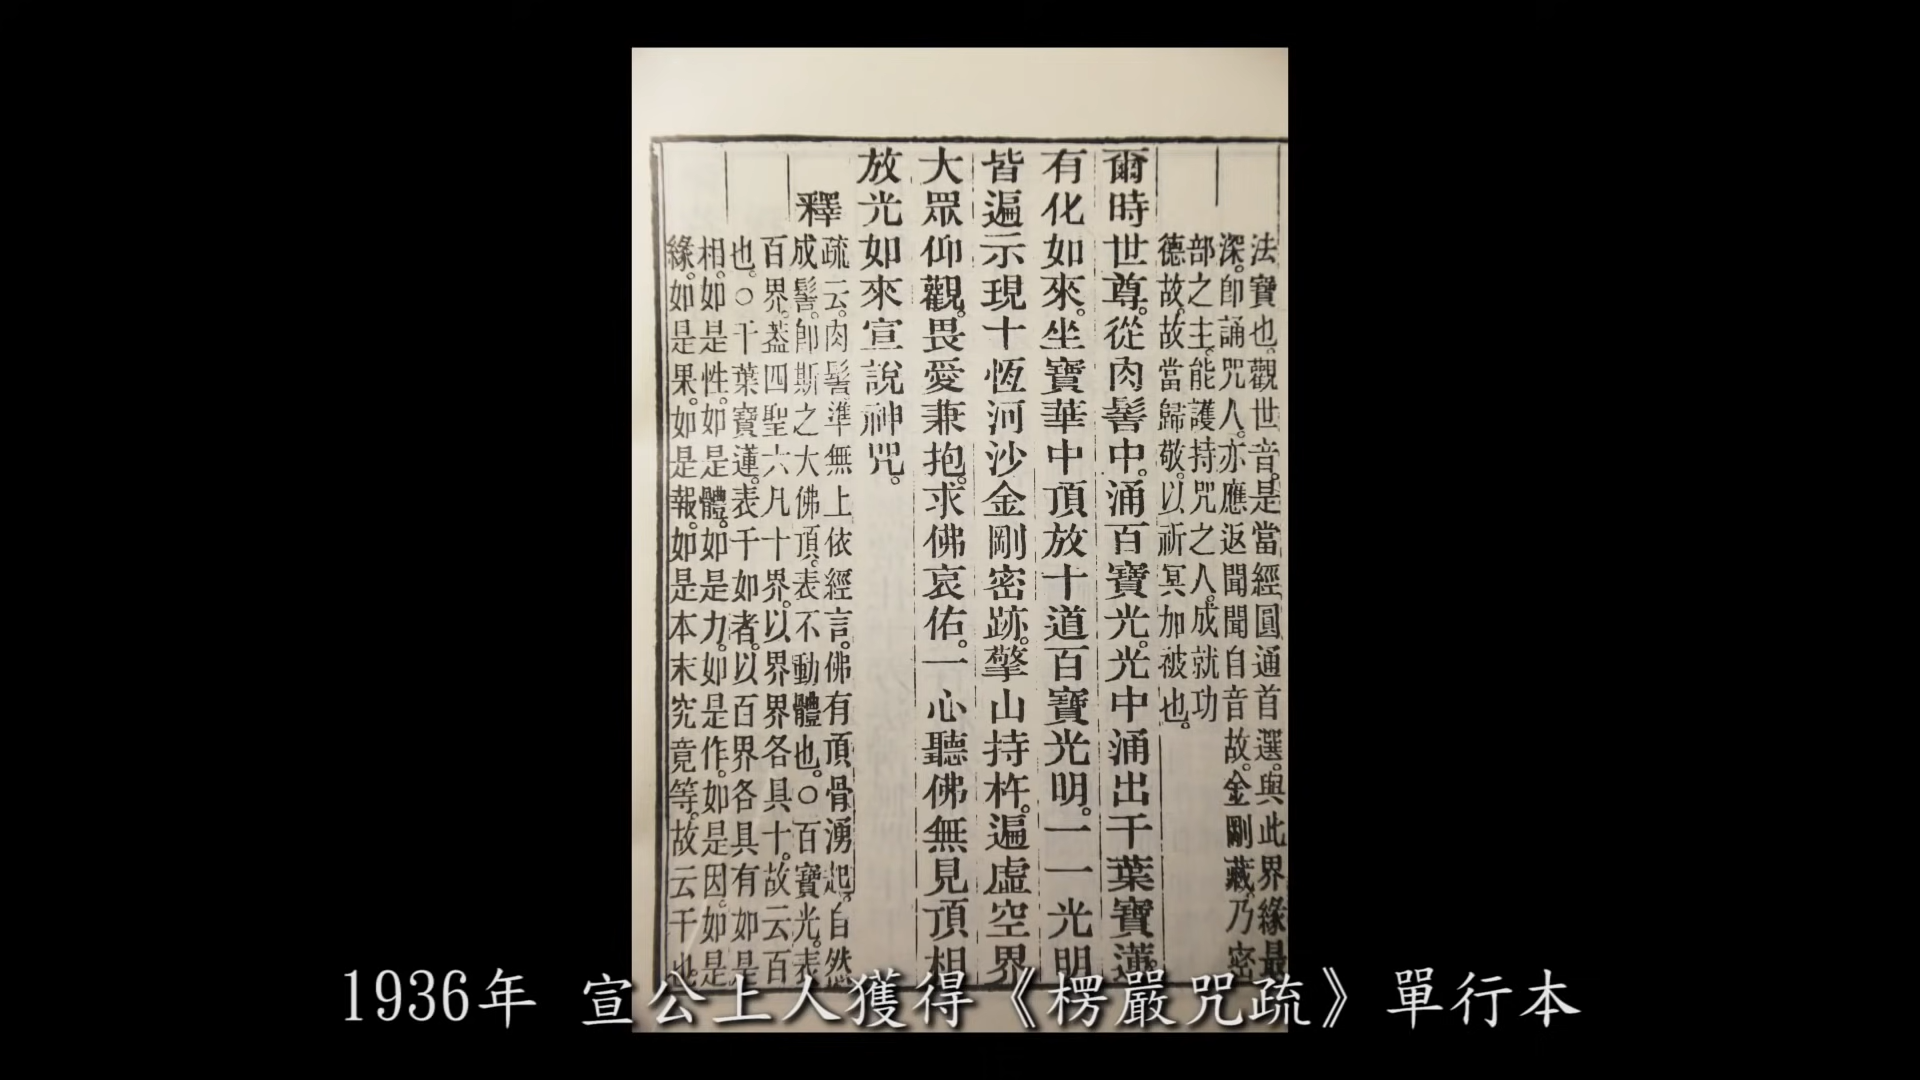 法寶也。觀世音。是當經圓通首選。與此界緣最
深。即誦咒人。亦應返聞聞自音故。金剛藏。乃密
部之主。能護持咒之人。成就功
德故。故當歸敬。以祈冥加被也。
爾時世尊。從肉髻中。涌百寶光。光中涌出千葉寶蓮。
有化如來。坐寶華中。頂放十道百寶光明。一一光明
皆遍示現十恆河沙金剛密跡。擎山持杵。遍虛空界
大眾仰觀。畏愛兼抱。求佛哀佑。一心聽佛無見頂相
放光如來宣說神咒。
釋
疏云。肉髻準無上依經言。佛有頂骨湧起。自然
成髻。即斯之大佛頂。表不動體也。○百寶光。表
百界。蓋四聖六凡十界。以界界各具十。故云百
也。○千葉寶蓮。表千如者。以百界各具有如是
相。如是性。如是體。如是力。如是作。如是因。如是
緣。如是果。如是報。如是本末究竟等。故云千也。
1936年 宣公上人獲得《楞嚴咒疏》單行本